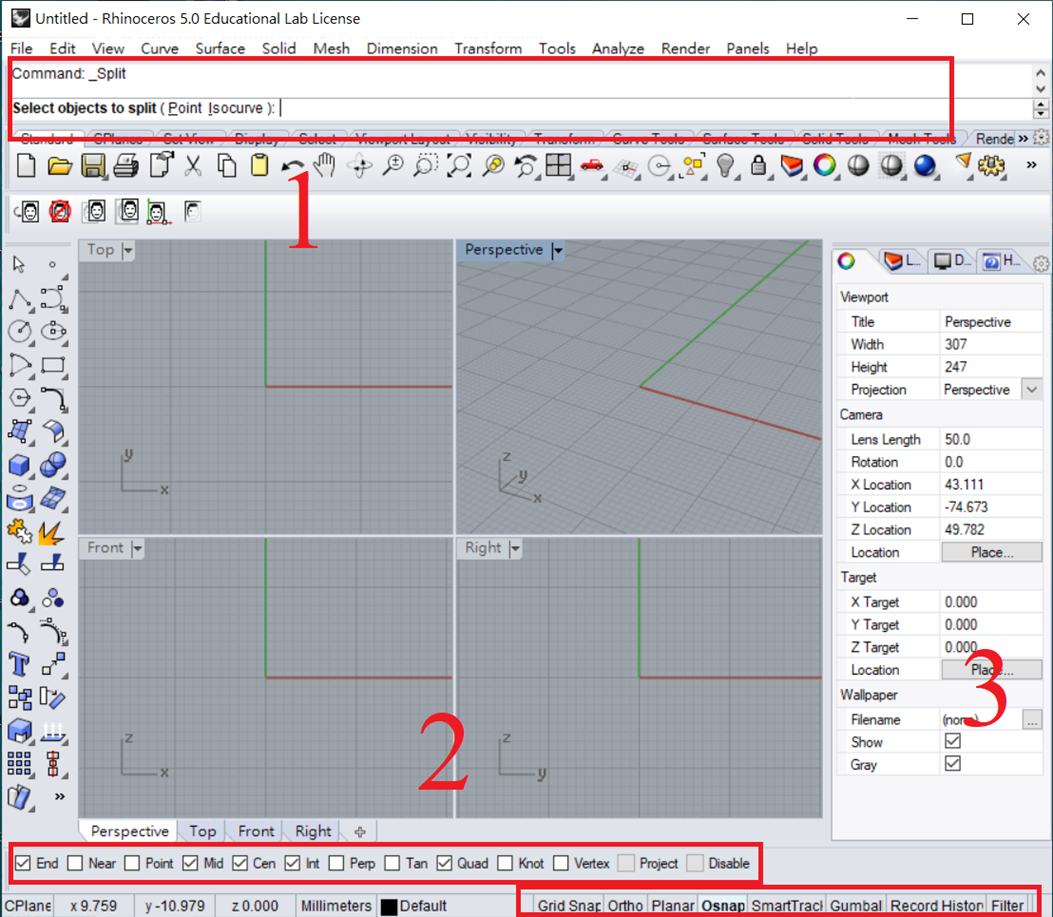 Untitled - Rhinoceros 5.0 Educational Lab License
File Edit View Curve Surface Solid Mesh Dimension Transform Tools Analyze Render Panels Help
Command: _Split
Select objects to split ( Point Isocurve ):
Standard CPlanes Set View Display Select Viewport Layout Visibility Transform Curve Tools Surface Tools Solid Tools Mesh Tools Rende »
»
1
Top
Perspective
L... D... H...
Viewport
Title Perspective
Width 307
Height 247
Projection Perspective
Camera
Lens Length 50.0
Rotation 0.0
X Location 43.111
Y Location -74.673
Z Location 49.782
Location Place...
Target
X Target 0.000
Y Target 0.000
Z Target 0.000
Location Place...
Wallpaper
Filename (none) ...
Show
Gray
3
y
x
z
y
x
Front
Right
z
x
z
y
2
»
Perspective Top Front Right
End Near Point Mid Cen Int Perp Tan Quad Knot Vertex Project Disable
CPlane x 9.759 y -10.979 z 0.000 Millimeters Default Grid Snap Ortho Planar Osnap SmartTrack Gumball Record History Filter